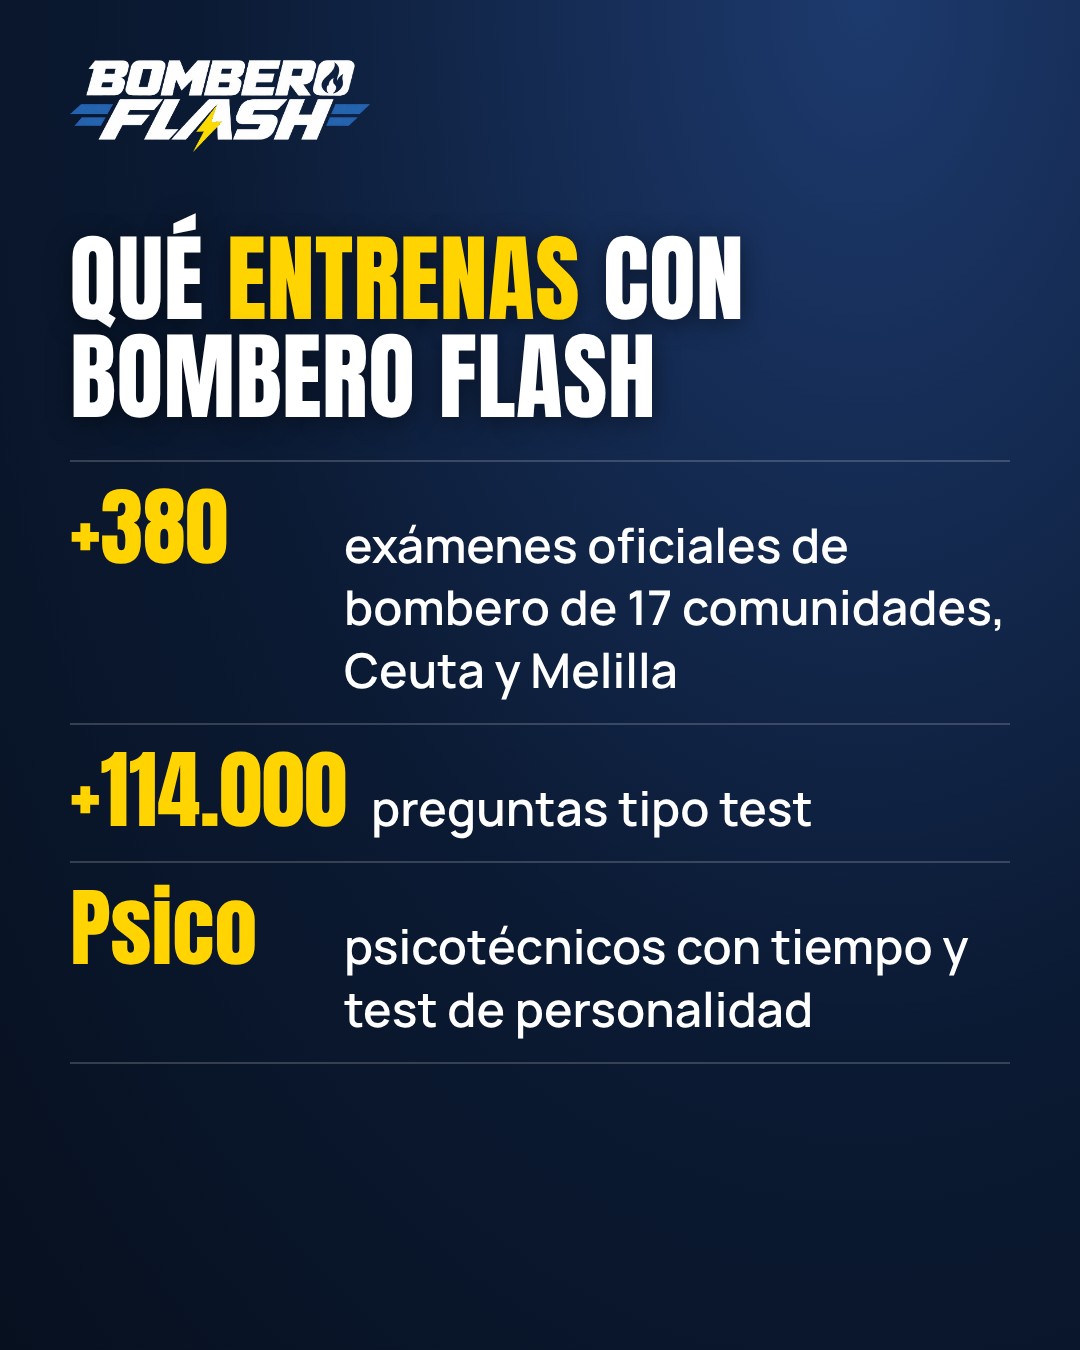 BOMBERO
FLASH
QUÉ ENTRENAS CON
BOMBERO FLASH
+380
exámenes oficiales de
bombero de 17 comunidades,
Ceuta y Melilla
+114.000 preguntas tipo test
Psico
psicotécnicos con tiempo y
test de personalidad